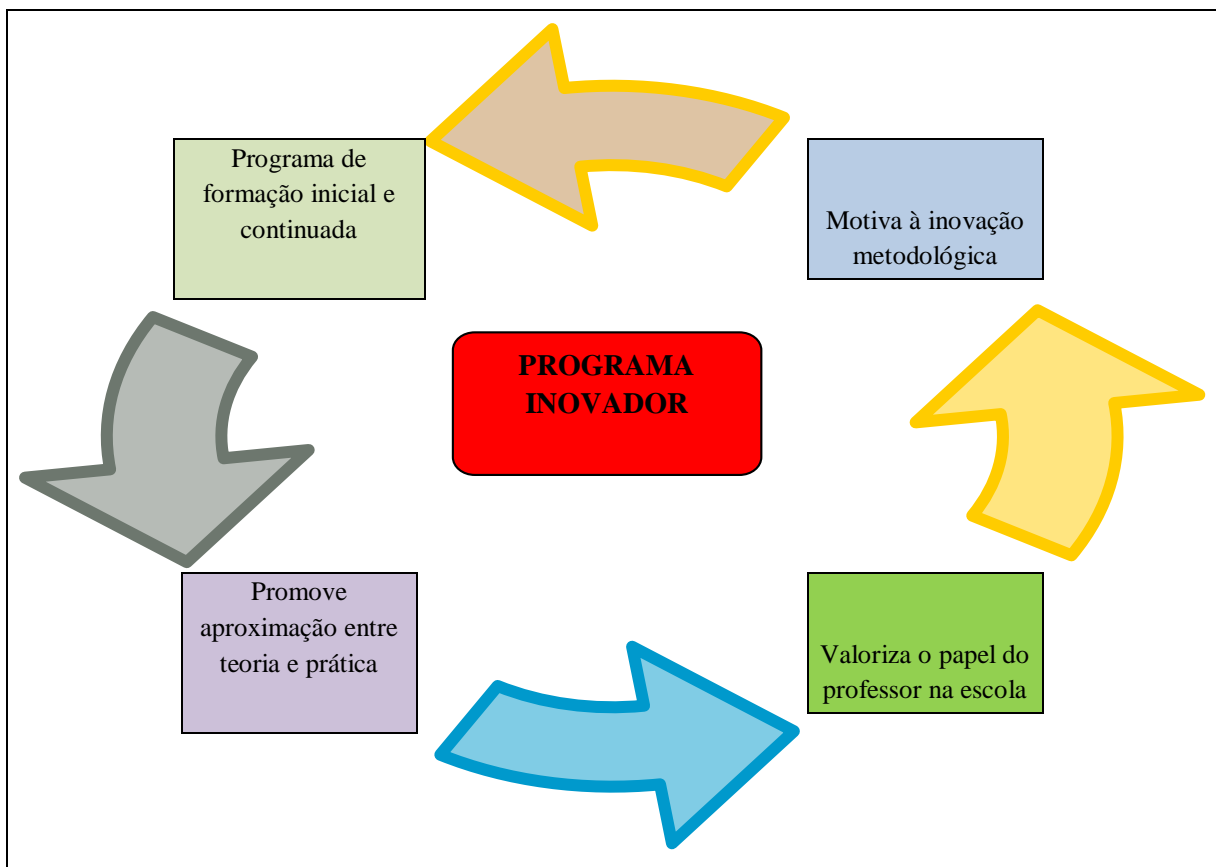 Programa de
formação inicial e
continuada
Motiva à inovação
metodológica
PROGRAMA
INOVADOR
Promove
aproximação entre
teoria e prática
Valoriza o papel do
professor na escola